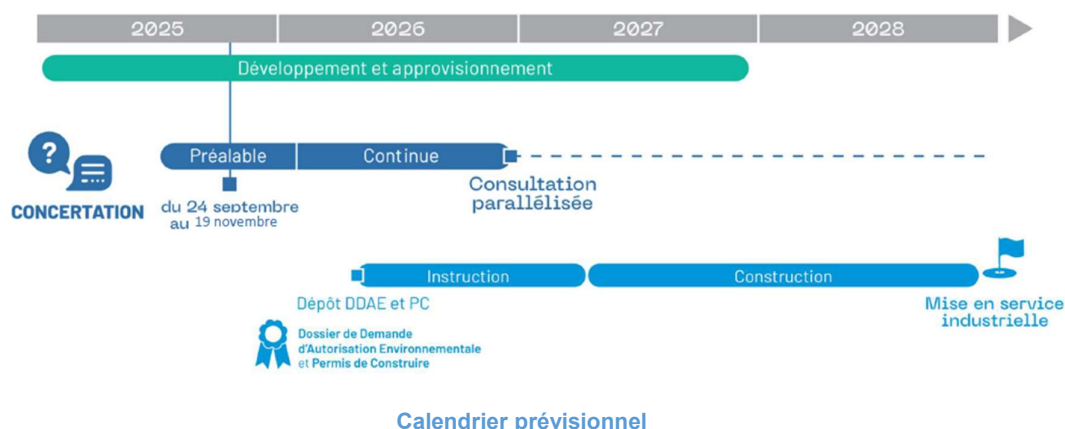 2025 2026 2027 2028
Développement et approvisionnement
?
Préalable Continue
CONCERTATION
du 24 septembre
au 19 novembre
Consultation
parallélisée
Instruction Construction
Dépôt DDAE et PC
Dossier de Demande
d'Autorisation Environnementale
et Permis de Construire
Mise en service
industrielle
Calendrier prévisionnel